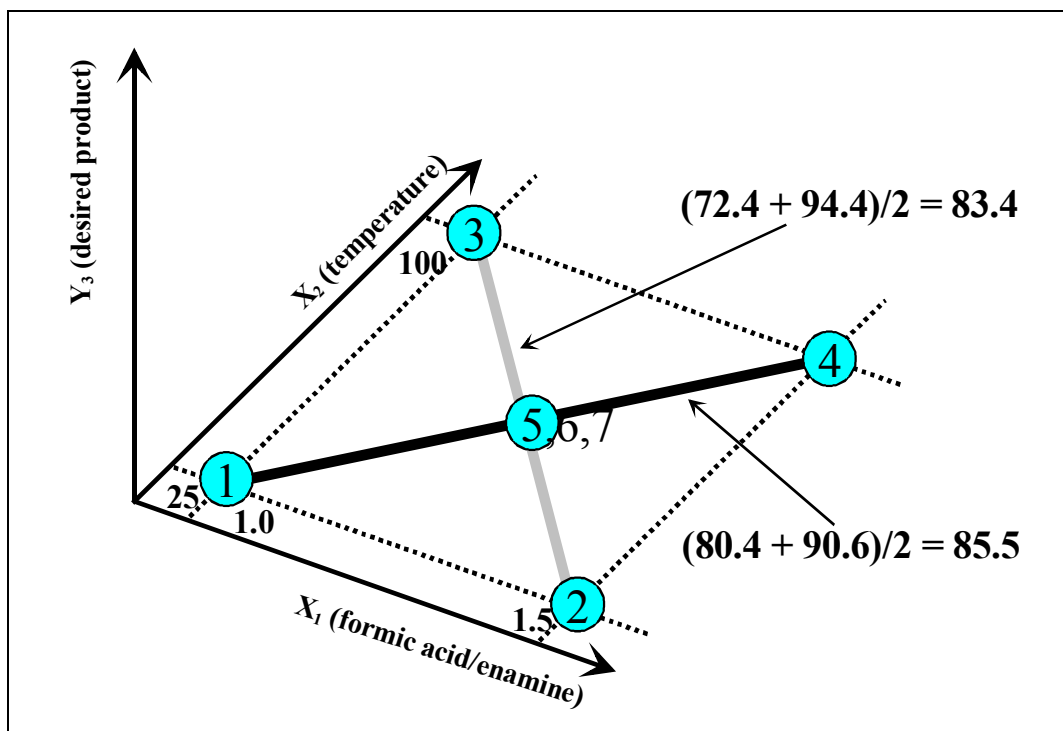 Y3 (desired product)
X2 (temperature)
(72.4 + 94.4)/2 = 83.4
3
100
4
5,6,7
1
25
1.0
(80.4 + 90.6)/2 = 85.5
2
1.5
X1 (formic acid/enamine)